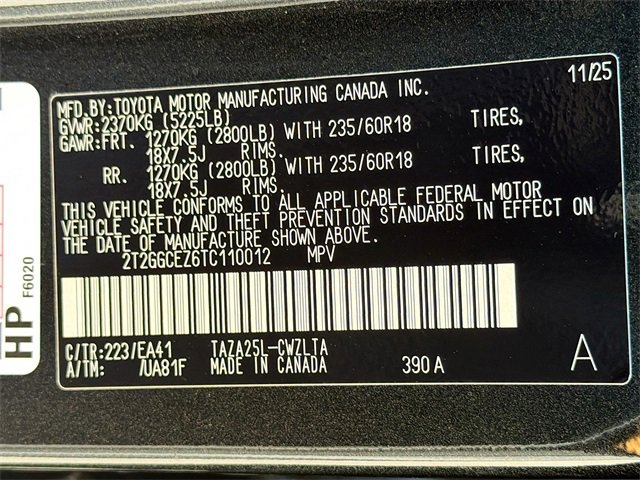 11/25
MFD.BY:TOYOTA MOTOR MANUFACTURING CANADA INC.
GVWR:2370KG (5225LB)
GAWR:FRT. 1270KG (2800LB) WITH 235/60R18 TIRES,
18X7.5J RIMS.
RR. 1270KG (2800LB) WITH 235/60R18 TIRES,
18X7.5J RIMS.
THIS VEHICLE CONFORMS TO ALL APPLICABLE FEDERAL MOTOR
VEHICLE SAFETY AND THEFT PREVENTION STANDARDS IN EFFECT ON
THE DATE OF MANUFACTURE SHOWN ABOVE.
2T2GGCEZ6TC110012 MPV
C/TR:223/EA41 TAZA25L-CWZLTA
A/TM: /UA81F MADE IN CANADA 390A A
HP F6020